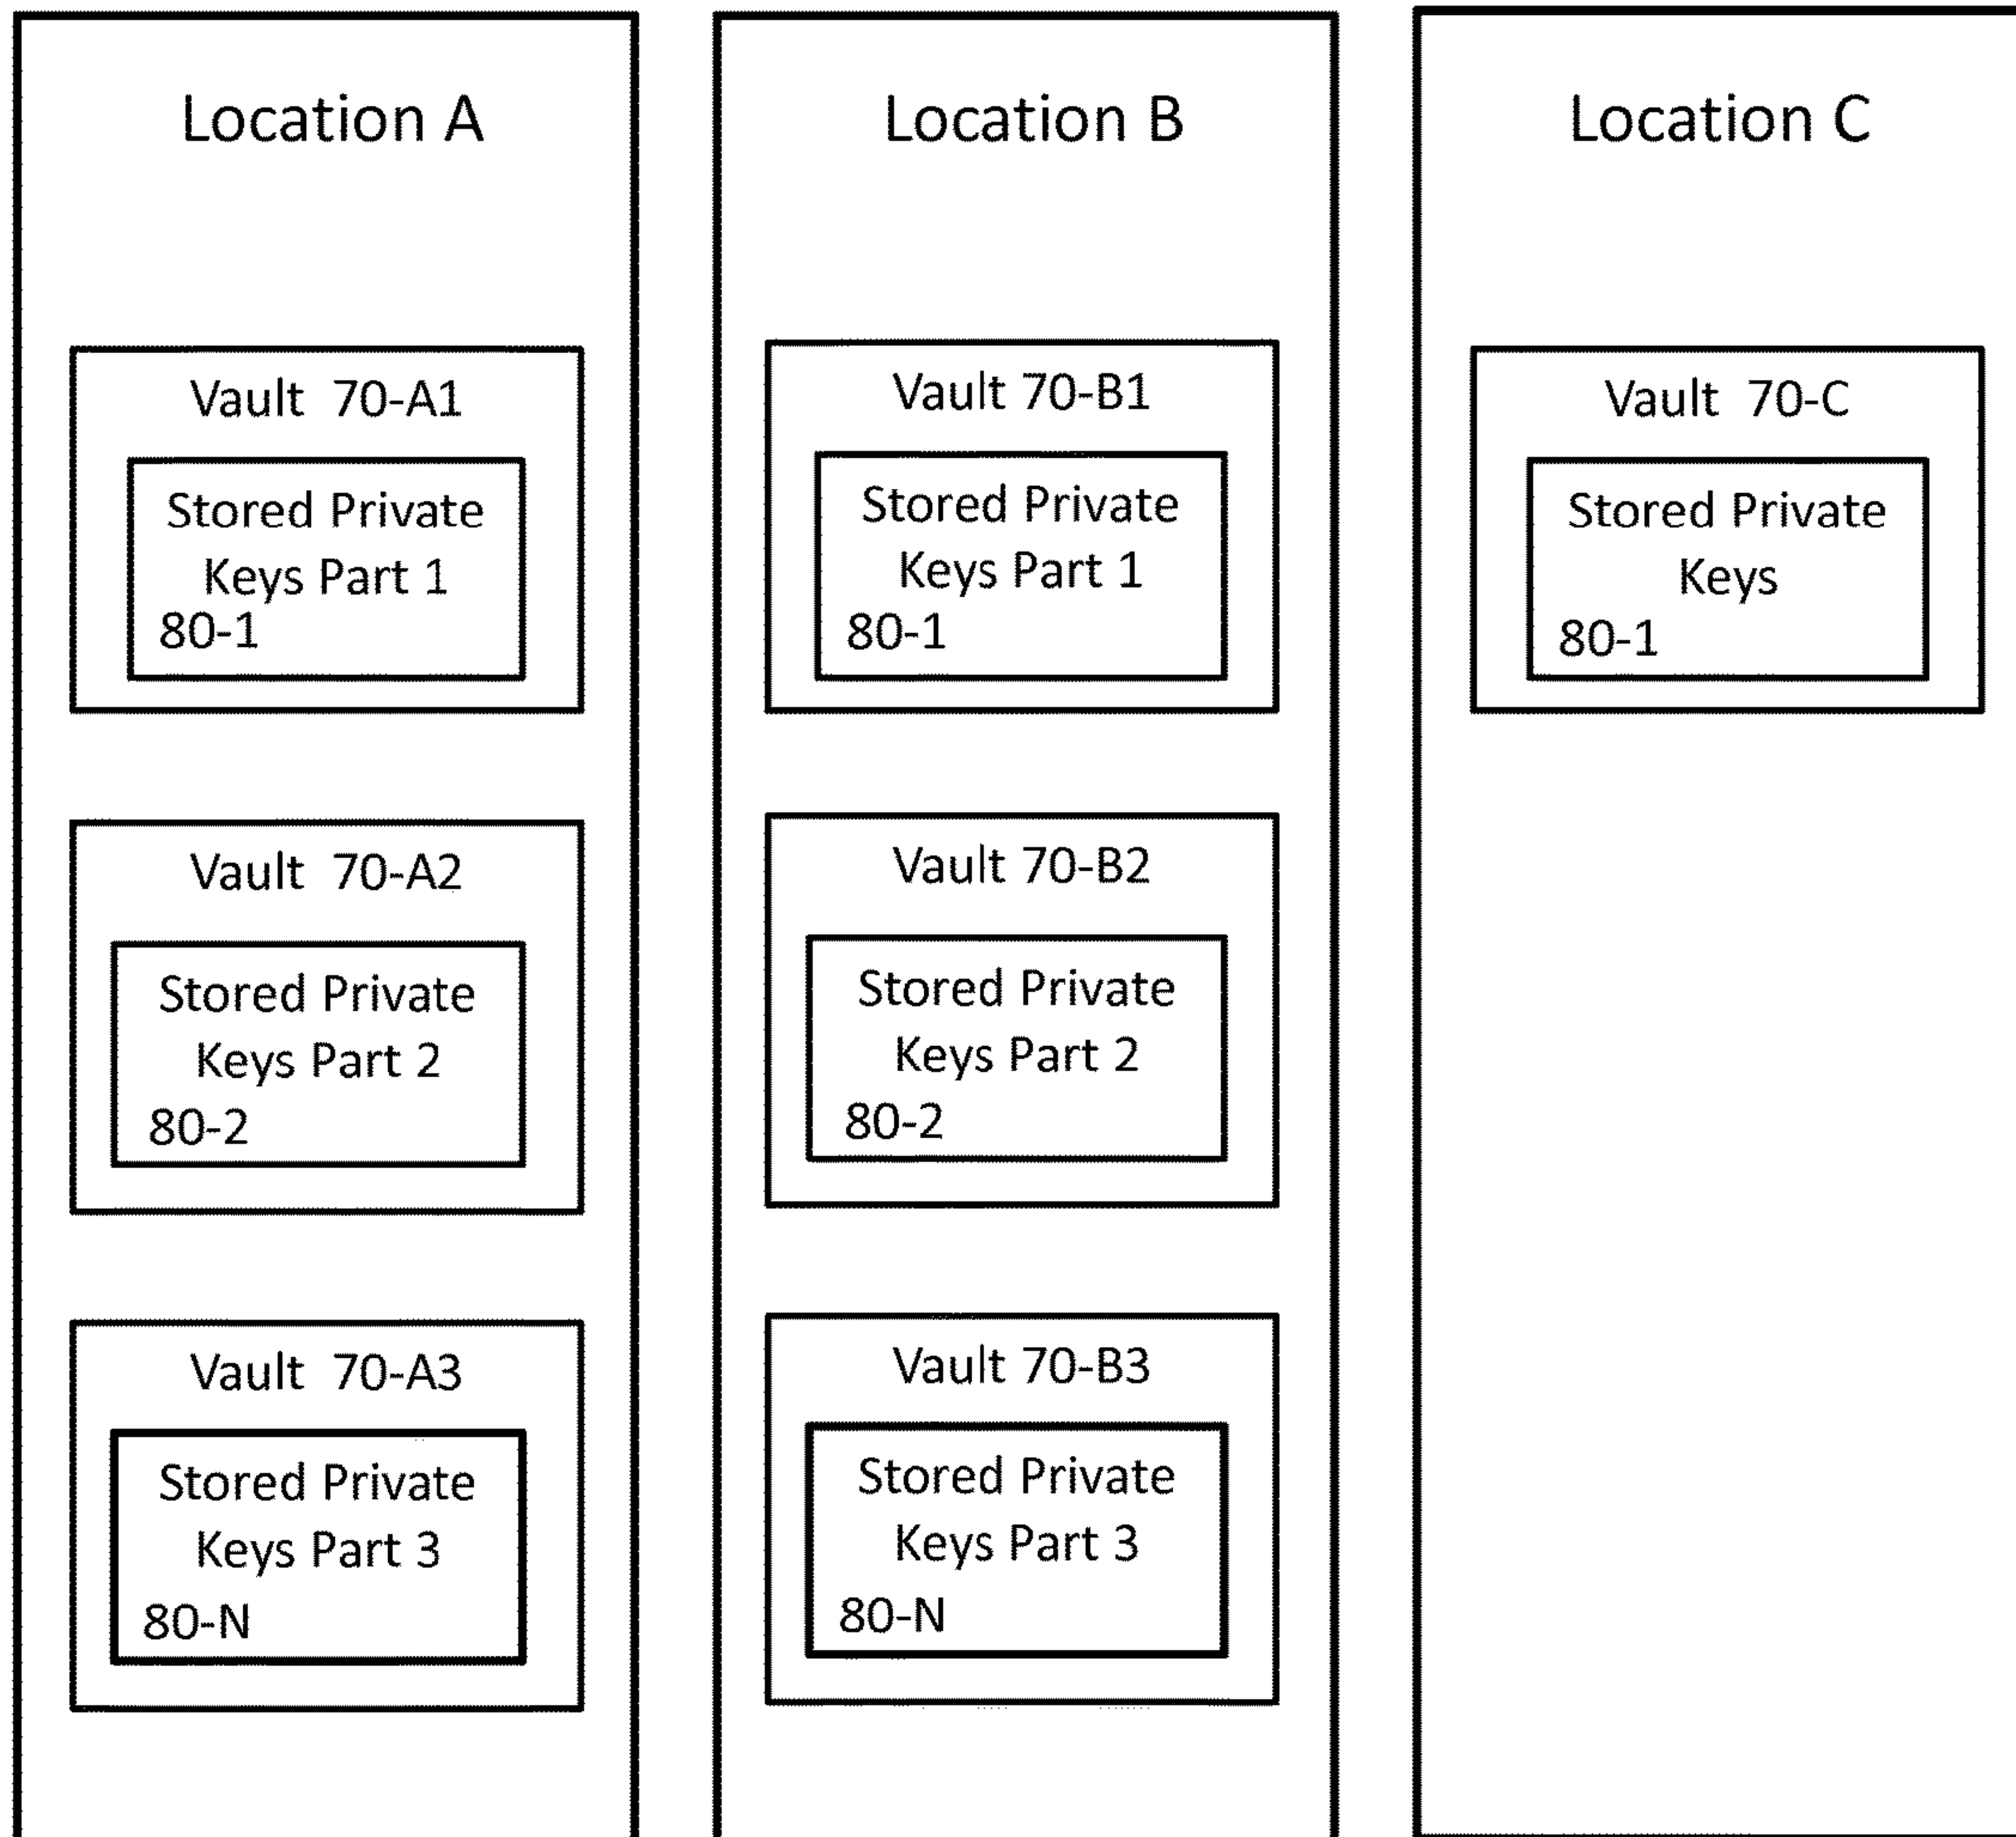 Location A
Vault 70-A1
Stored Private
Keys Part 1
80-1
Vault 70-A2
Stored Private
Keys Part 2
80-2
Vault 70-A3
Stored Private
Keys Part 3
80-N
Location B
Vault 70-B1
Stored Private
Keys Part 1
80-1
Vault 70-B2
Stored Private
Keys Part 2
80-2
Vault 70-B3
Stored Private
Keys Part 3
80-N
Location C
Vault 70-C
Stored Private
Keys
80-1